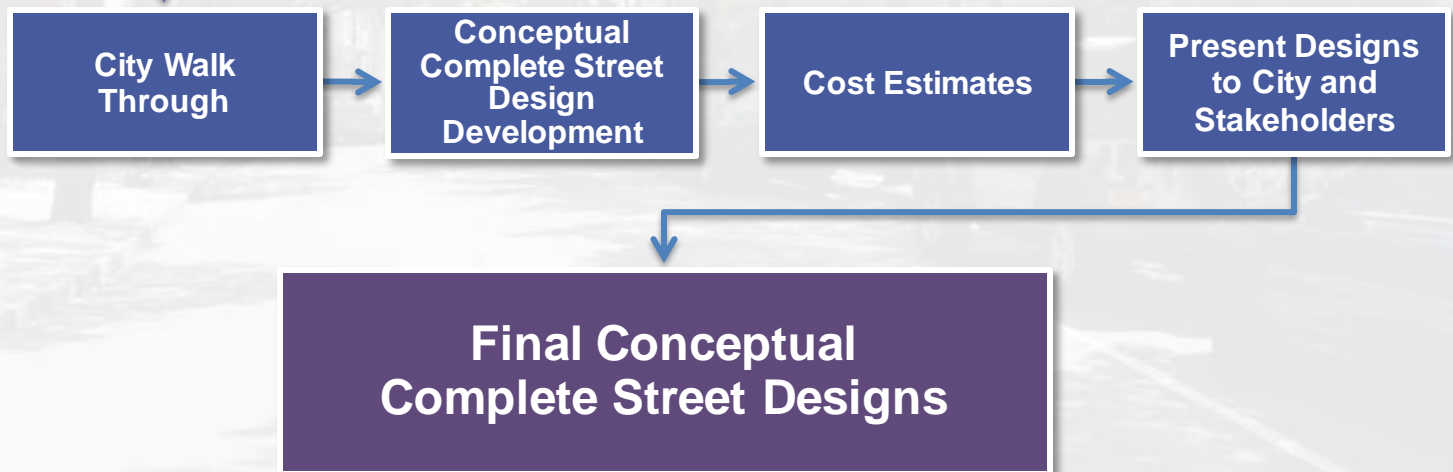 City Walk
Through
Conceptual
Complete Street
Design
Development
Cost Estimates
Present Designs
to City and
Stakeholders
Final Conceptual
Complete Street Designs